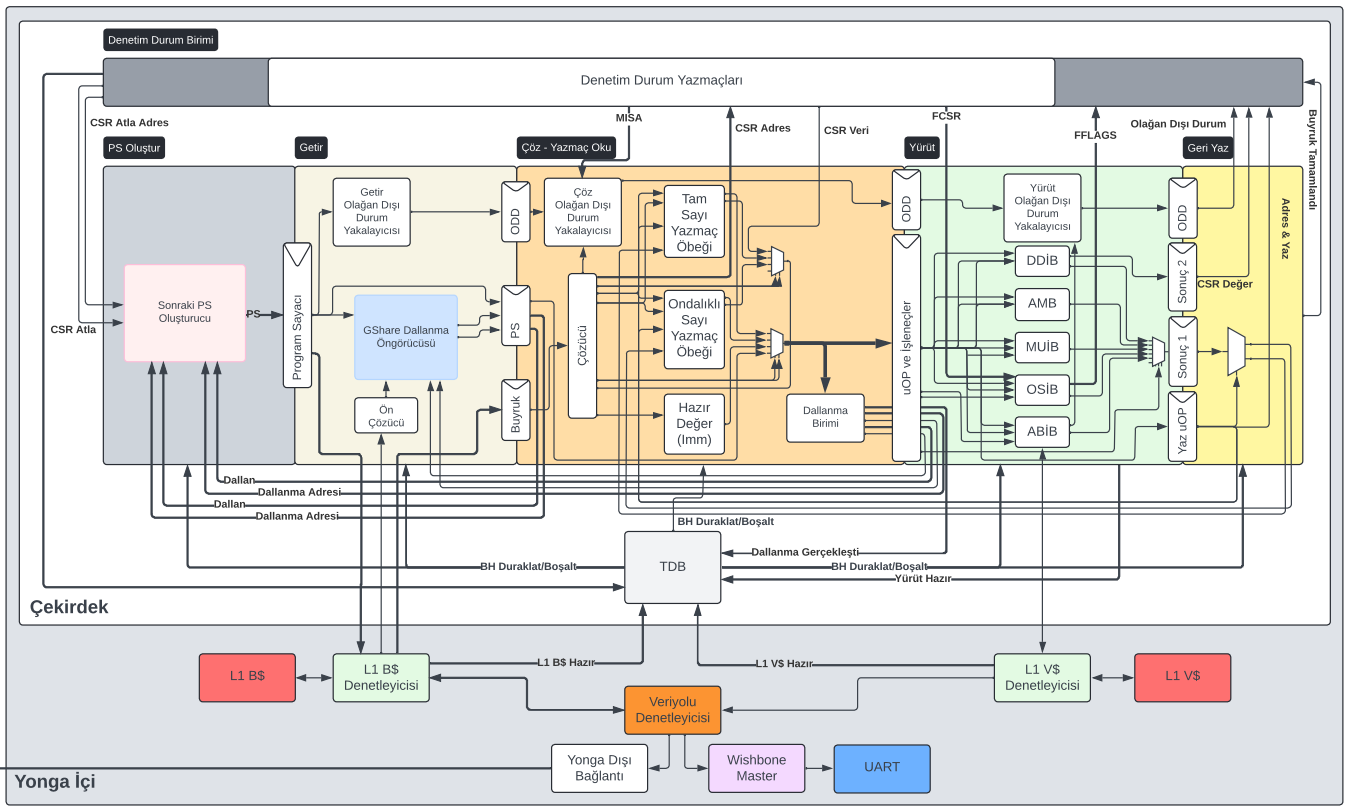 Denetim Durum Birimi
Denetim Durum Yazmaçları
CSR Atla Adres
MISA
CSR Adres
CSR Veri
FCSR
FFLAGS
Olağan Dışı Durum
Buyruk Tamamlandı
PS Oluştur
Getir
Çöz - Yazmaç Oku
Yürüt
Geri Yaz
Getir
Olağan Dışı
Durum
Yakalayıcısı
ODD
Çöz
Olağan Dışı
Durum
Yakalayıcısı
Tam
Sayı
Yazmaç
Öbeği
ODD
Yürüt
Olağan Dışı
Durum
Yakalayıcısı
ODD
Adres & Yaz
Sonraki PS
Oluşturucu
PS
CSR Atla
Program Sayacı
GShare Dallanma
Öngörücüsü
PS
Çözücü
Ondalıklı
Sayı
Yazmaç
Öbeği
uOP ve İşleneçler
DDİB
AMB
MUİB
OSİB
ABİB
Sonuç 2
CSR Değer
Sonuç 1
Yaz uOP
Ön
Çözücü
Buyruk
Hazır
Değer
(Imm)
Dallanma
Birimi
Dallan
Dallanma Adresi
Dallan
Dallanma Adresi
BH Duraklat/Boşalt
TDB
Dallanma Gerçekleşti
BH Duraklat/Boşalt
BH Duraklat/Boşalt
Yürüt Hazır
Çekirdek
L1 B$
L1 B$
Denetleyicisi
L1 B$ Hazır
L1 V$ Hazır
L1 V$
Denetleyicisi
L1 V$
Veriyolu
Denetleyicisi
Yonga Dışı
Bağlantı
Wishbone
Master
UART
Yonga İçi